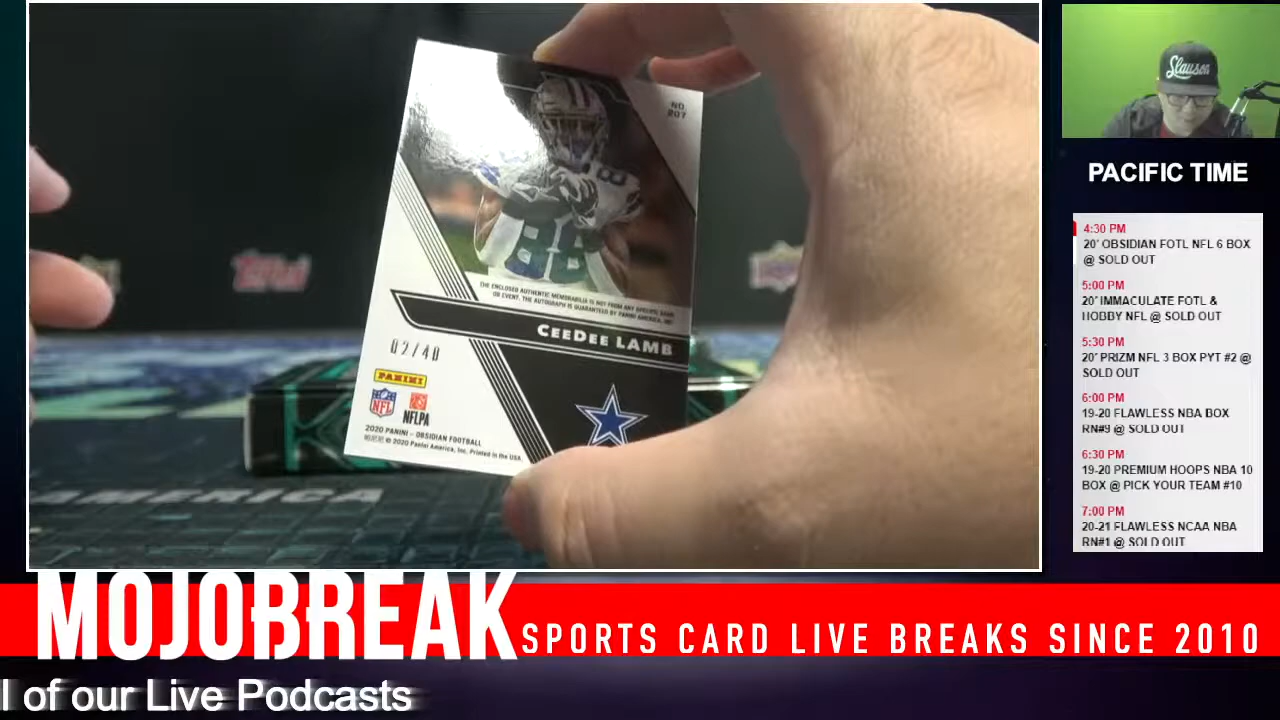 NO.
207
88
8
THE ENCLOSED AUTHENTIC MEMORABILIA IS NOT FROM ANY SPECIFIC GAME
OR EVENT. THE AUTOGRAPH IS GUARANTEED BY PANINI AMERICA, INC.
CEEDEE LAMB
02/40
PANINI
NFL
NFLPA
2020 PANINI – OBSIDIAN FOOTBALL
© 2020 Panini America, Inc. Printed in the USA.
Topps
AMERICA
Slauson
PACIFIC TIME
4:30 PM
20' OBSIDIAN FOTL NFL 6 BOX
@ SOLD OUT
5:00 PM
20' IMMACULATE FOTL &
HOBBY NFL @ SOLD OUT
5:30 PM
20' PRIZM NFL 3 BOX PYT #2 @
SOLD OUT
6:00 PM
19-20 FLAWLESS NBA BOX
RN#9 @ SOLD OUT
6:30 PM
19-20 PREMIUM HOOPS NBA 10
BOX @ PICK YOUR TEAM #10
7:00 PM
20-21 FLAWLESS NCAA NBA
RN#1 @ SOLD OUT
MOJOBREAK
SPORTS CARD LIVE BREAKS SINCE 2010
l of our Live Podcasts